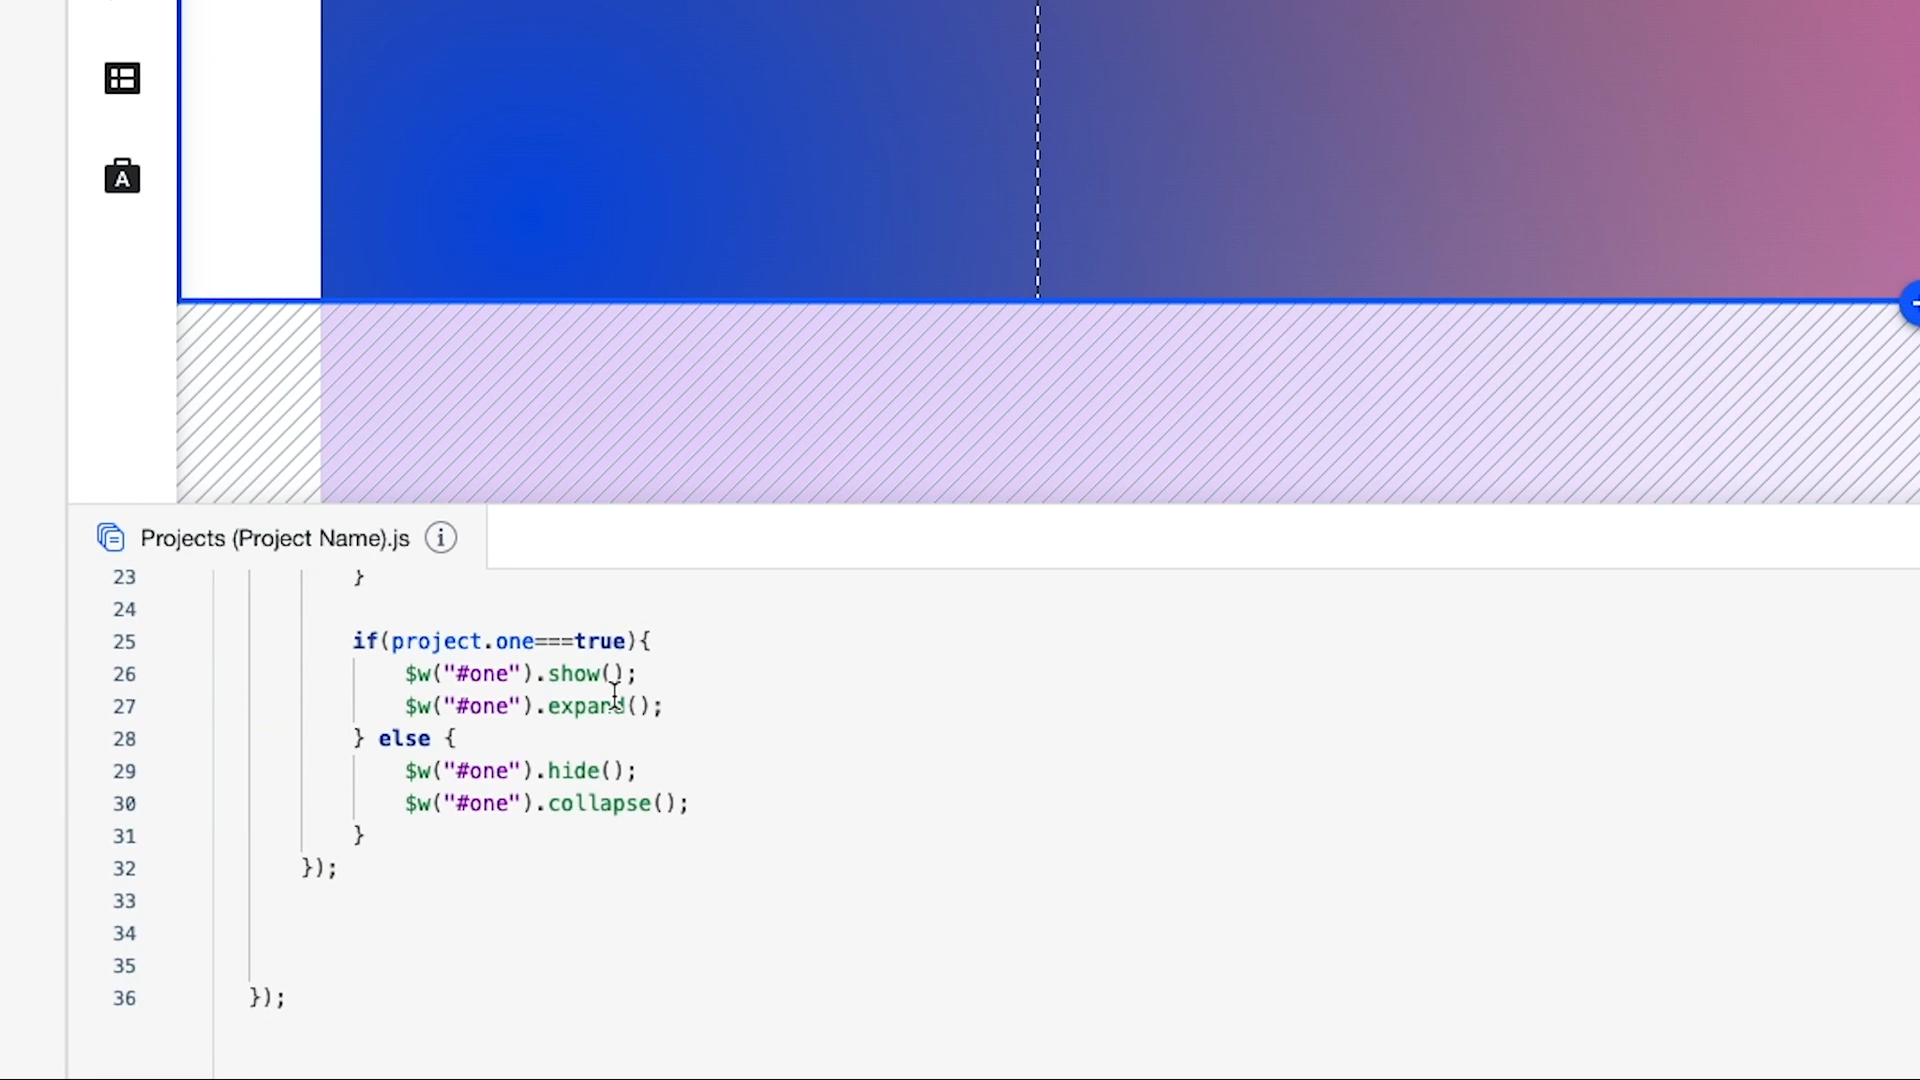 A
Projects (Project Name).js i
23 }
24
25 if(project.one===true){
26 $w("#one").show();
27 $w("#one").expand();
28 } else {
29 $w("#one").hide();
30 $w("#one").collapse();
31 }
32 });
33
34
35
36 });